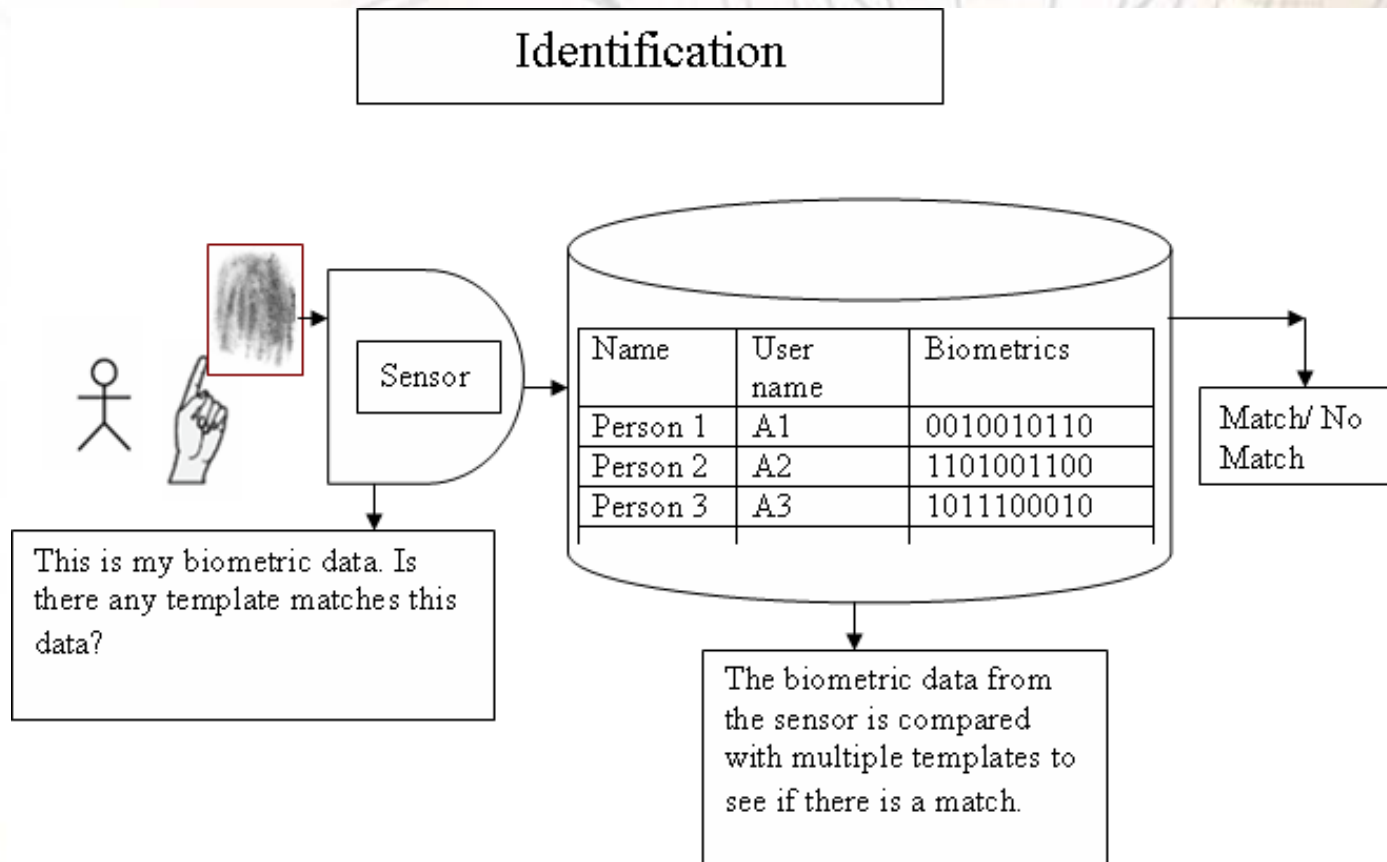 Identification
Sensor
Name User Biometrics
name
Person 1 A1 0010010110
Person 2 A2 1101001100
Person 3 A3 1011100010
Match/ No
Match
This is my biometric data. Is
there any template matches this
data?
The biometric data from
the sensor is compared
with multiple templates to
see if there is a match.